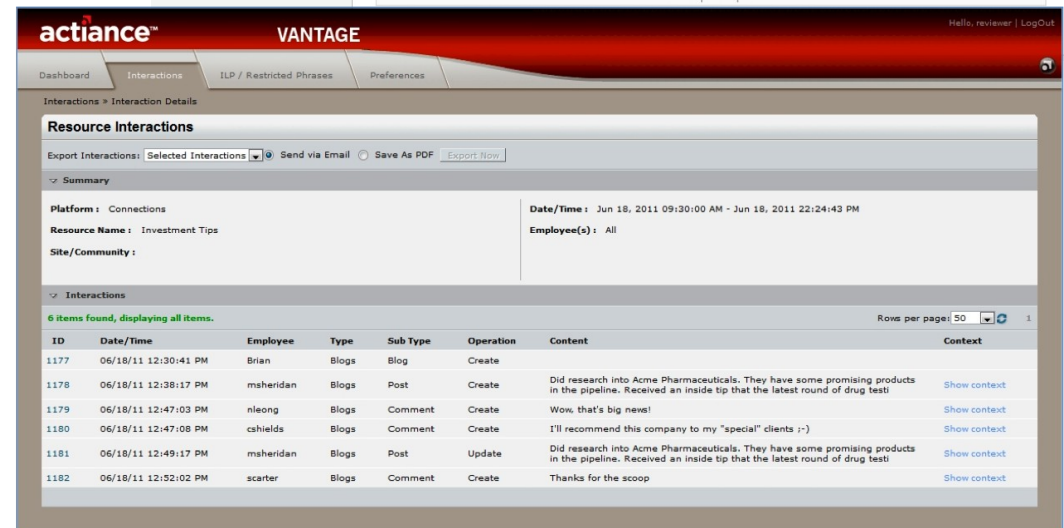 actiance™ VANTAGE
Hello, reviewer | LogOut
Dashboard Interactions ILP / Restricted Phrases Preferences
Interactions » Interaction Details
Resource Interactions
Export Interactions: Selected Interactions Send via Email Save As PDF Export Now
Summary
Platform : Connections Date/Time : Jun 18, 2011 09:30:00 AM - Jun 18, 2011 22:24:43 PM
Resource Name : Investment Tips Employee(s) : All
Site/Community :
Interactions
6 items found, displaying all items. Rows per page: 50 1
ID Date/Time Employee Type Sub Type Operation Content Context
1177 06/18/11 12:30:41 PM Brian Blogs Blog Create
1178 06/18/11 12:38:17 PM msheridan Blogs Post Create Did research into Acme Pharmaceuticals. They have some promising products
in the pipeline. Received an inside tip that the latest round of drug testi Show context
1179 06/18/11 12:47:03 PM nleong Blogs Comment Create Wow, that's big news! Show context
1180 06/18/11 12:47:08 PM cshields Blogs Comment Create I'll recommend this company to my "special" clients ;-) Show context
1181 06/18/11 12:49:17 PM msheridan Blogs Post Update Did research into Acme Pharmaceuticals. They have some promising products
in the pipeline. Received an inside tip that the latest round of drug testi Show context
1182 06/18/11 12:52:02 PM scarter Blogs Comment Create Thanks for the scoop Show context